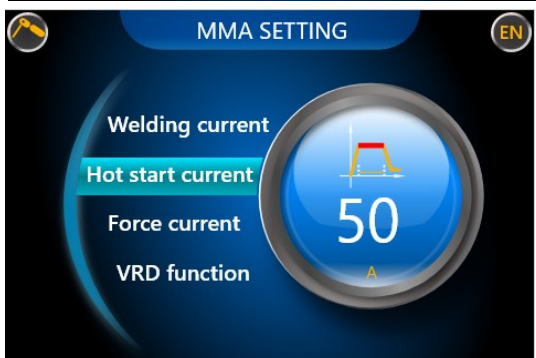 MMA SETTING
EN
Welding current
Hot start current
Force current
VRD function
50
A